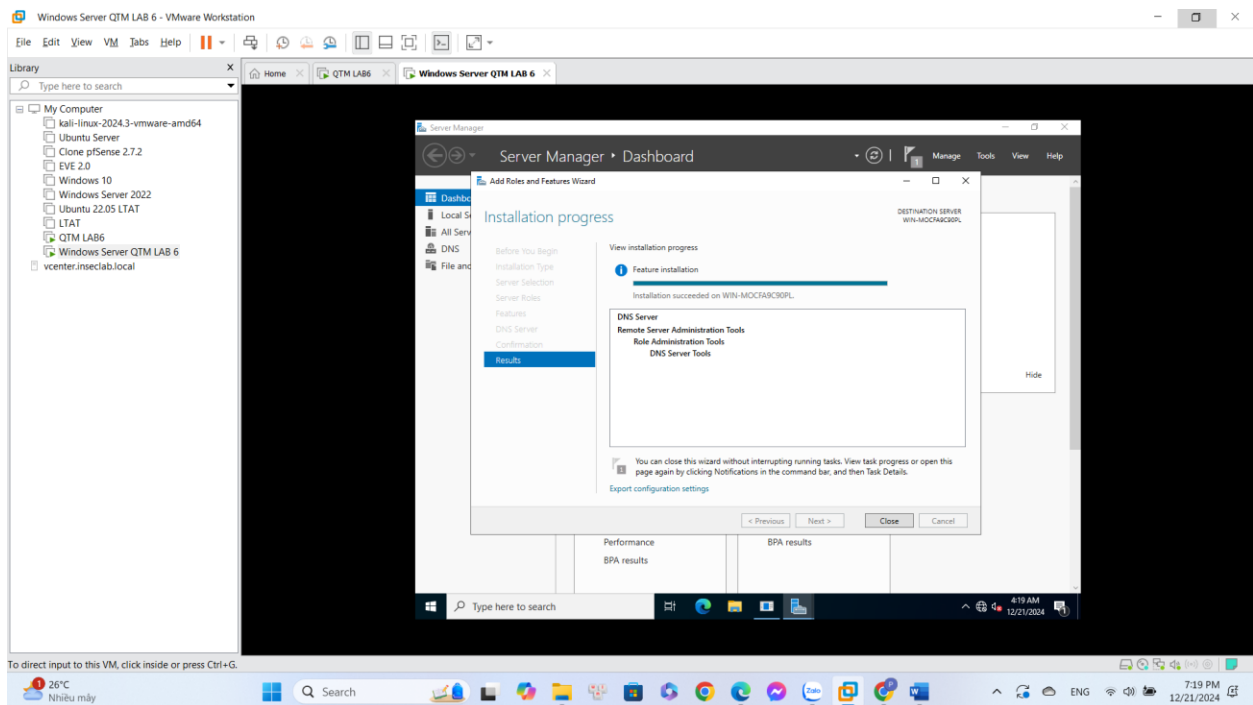 Windows Server QTM LAB 6 - VMware Workstation
File Edit View VM Tabs Help
Library
Type here to search
Home
QTM LAB6
Windows Server QTM LAB 6
My Computer
kali-linux-2024.3-vmware-amd64
Ubuntu Server
Clone pfSense 2.7.2
EVE 2.0
Windows 10
Windows Server 2022
Ubuntu 22.05 LTAT
LTAT
QTM LAB6
Windows Server QTM LAB 6
vcenter.inseclab.local
Server Manager
Server Manager • Dashboard
1
Manage Tools View Help
Dashbo
Local S
All Serv
DNS
File and
Add Roles and Features Wizard
Installation progress
DESTINATION SERVER
WIN-MOCFA9C90PL
Before You Begin
Installation Type
Server Selection
Server Roles
Features
DNS Server
Confirmation
Results
View installation progress
Feature installation
Installation succeeded on WIN-MOCFA9C90PL.
DNS Server
Remote Server Administration Tools
Role Administration Tools
DNS Server Tools
You can close this wizard without interrupting running tasks. View task progress or open this
page again by clicking Notifications in the command bar, and then Task Details.
Export configuration settings
< Previous Next > Close Cancel
Hide
Performance
BPA results
BPA results
Type here to search
4:19 AM
12/21/2024
To direct input to this VM, click inside or press Ctrl+G.
1
26°C
Nhiều mây
Search
Zalo
ENG
7:19 PM
12/21/2024